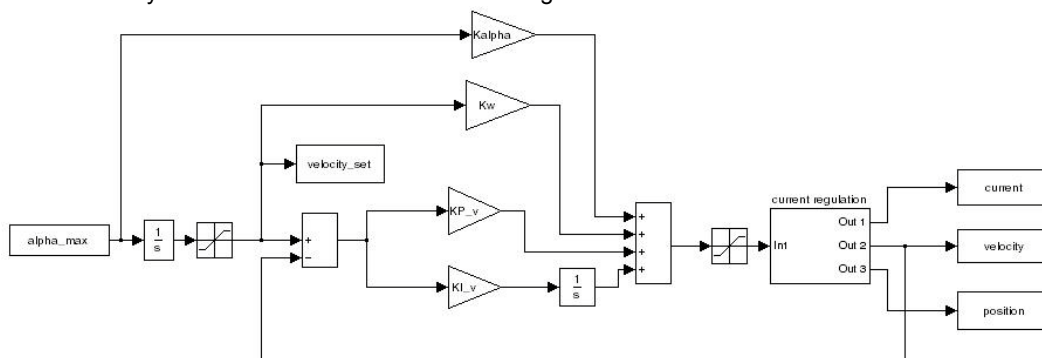 Kalpha
Kw
velocity_set
alpha_max
1
s
+
−
KP_v
KI_v
1
s
+
+
+
+
current regulation
In1
Out 1
Out 2
Out 3
current
velocity
position